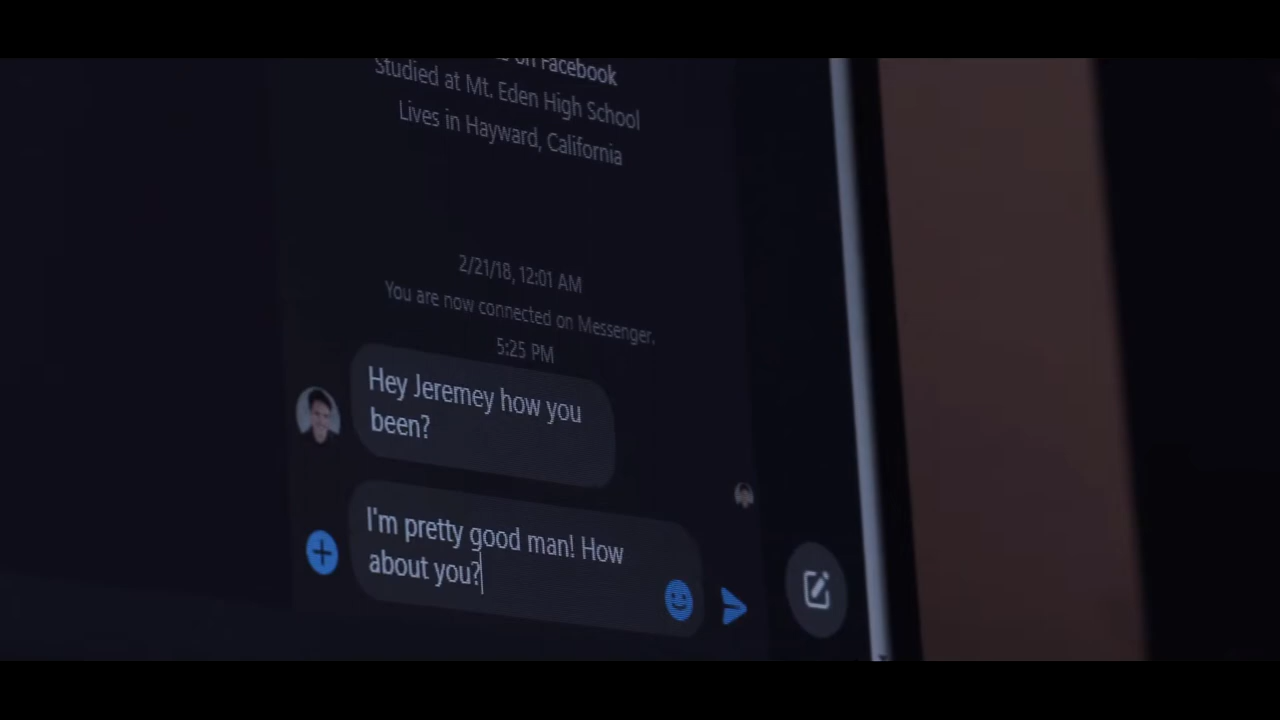 on Facebook
Studied at Mt. Eden High School
Lives in Hayward, California
2/21/18, 12:01 AM
You are now connected on Messenger.
5:25 PM
Hey Jeremey how you
been?
I'm pretty good man! How
about you?